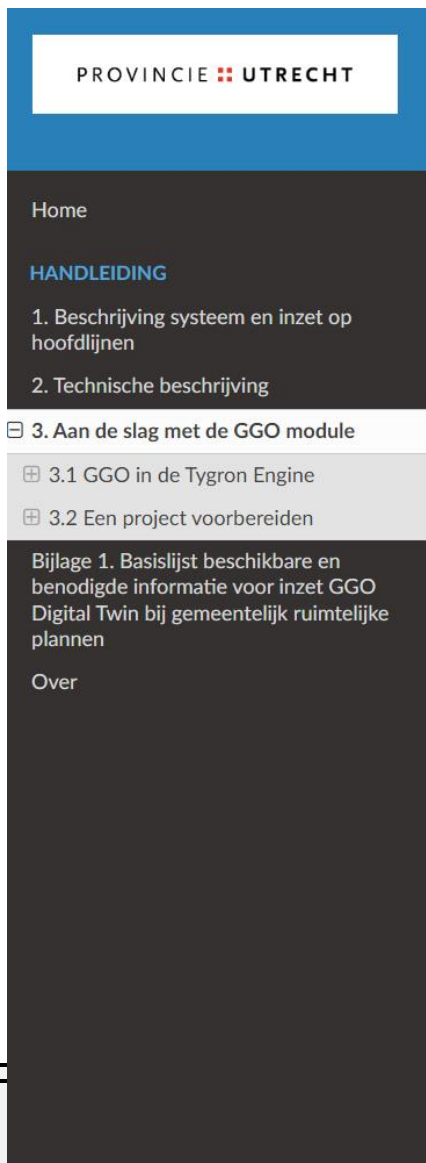 PROVINCIE UTRECHT
Home
HANDLEIDING
1. Beschrijving systeem en inzet op
hoofdlijnen
2. Technische beschrijving
3. Aan de slag met de GGO module
3.1 GGO in de Tygron Engine
3.2 Een project voorbereiden
Bijlage 1. Basislijst beschikbare en
benodigde informatie voor inzet GGO
Digital Twin bij gemeentelijk ruimtelijke
plannen
Over